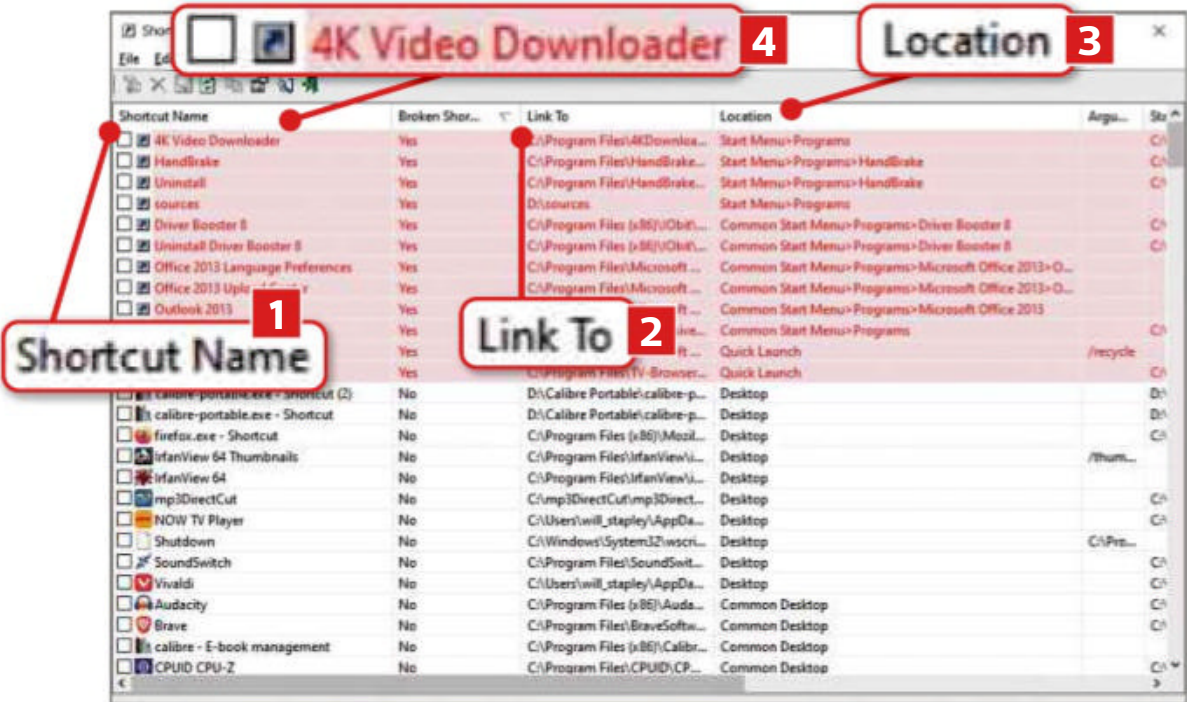 Shor
4K Video Downloader 4
Location 3
File Ed
Shortcut Name Broken Shor... Link To Location Argu... Sta
4K Video Downloader Yes C:\Program Files\4KDownloa... Start Menu>Programs C:\
HandBrake Yes C:\Program Files\HandBrake... Start Menu>Programs>HandBrake C:\
Uninstall Yes C:\Program Files\HandBrake... Start Menu>Programs>HandBrake C:\
sources Yes D:\sources Start Menu>Programs
Driver Booster 8 Yes C:\Program Files (x86)\IObit\... Common Start Menu>Programs>Driver Booster 8 C:\
Uninstall Driver Booster 8 Yes C:\Program Files (x86)\IObit\... Common Start Menu>Programs>Driver Booster 8 C:\
Office 2013 Language Preferences Yes C:\Program Files\Microsoft ... Common Start Menu>Programs>Microsoft Office 2013>O...
Office 2013 Upload Yes C:\Program Files\Microsoft ... Common Start Menu>Programs>Microsoft Office 2013>O...
Outlook 2013 Common Start Menu>Programs>Microsoft Office 2013
1
Shortcut Name
Link To 2
Yes Common Start Menu>Programs C:\
Yes Quick Launch /recycle
Yes C:\Program Files\TV-Browser... Quick Launch C:\
calibre-portable.exe - Shortcut (2) No D:\Calibre Portable\calibre-p... Desktop D:\
calibre-portable.exe - Shortcut No D:\Calibre Portable\calibre-p... Desktop D:\
firefox.exe - Shortcut No C:\Program Files (x86)\Mozil... Desktop C:\
IrfanView 64 Thumbnails No C:\Program Files\IrfanView\i... Desktop /thum...
IrfanView 64 No C:\Program Files\IrfanView\i... Desktop
mp3DirectCut No C:\mp3DirectCut\mp3Direct... Desktop C:\
NOW TV Player No C:\Users\will_stapley\AppDa... Desktop C:\
Shutdown No C:\Windows\System32\wscri... Desktop C:\Pro...
SoundSwitch No C:\Program Files\SoundSwit... Desktop C:\
Vivaldi No C:\Users\will_stapley\AppDa... Desktop C:\
Audacity No C:\Program Files (x86)\Auda... Common Desktop C:\
Brave No C:\Program Files\BraveSoftw... Common Desktop C:\
calibre - E-book management No C:\Program Files (x86)\Calibr... Common Desktop
CPUID CPU-Z No C:\Program Files\CPUID\CP... Common Desktop C:\